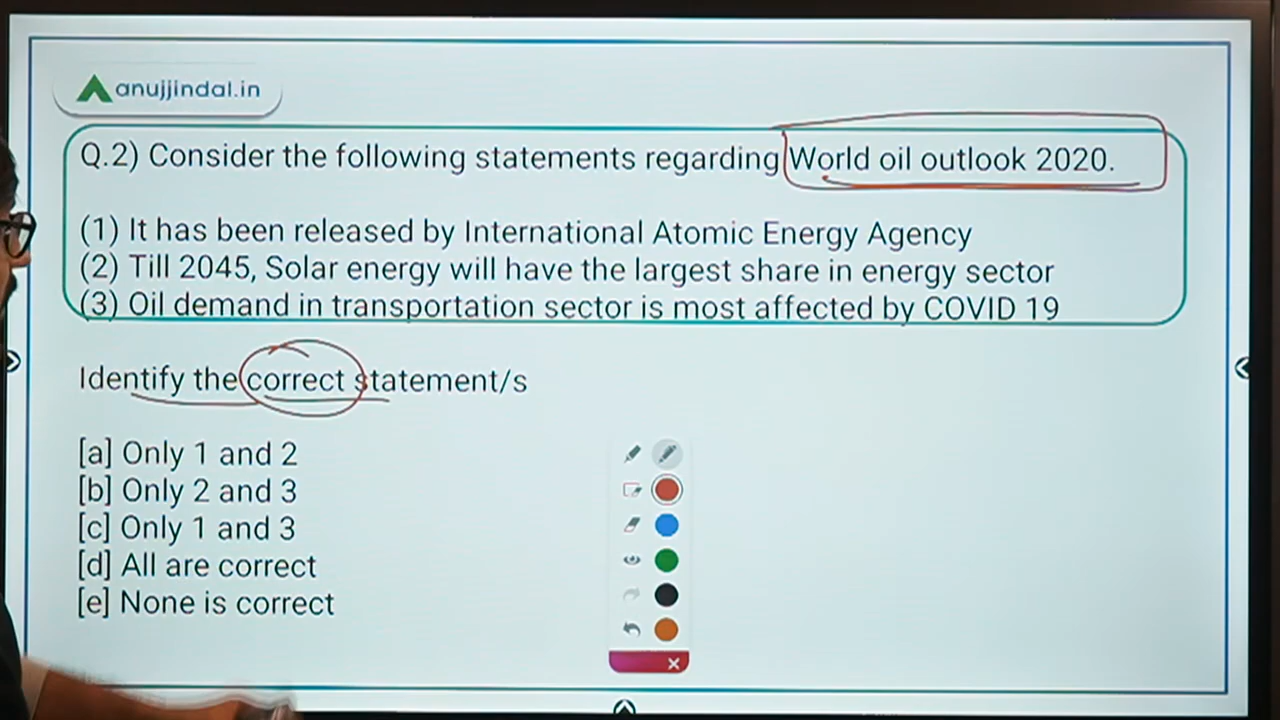 anujjindal.in
Q.2) Consider the following statements regarding World oil outlook 2020.
(1) It has been released by International Atomic Energy Agency
(2) Till 2045, Solar energy will have the largest share in energy sector
(3) Oil demand in transportation sector is most affected by COVID 19
Identify the correct statement/s
[a] Only 1 and 2
[b] Only 2 and 3
[c] Only 1 and 3
[d] All are correct
[e] None is correct